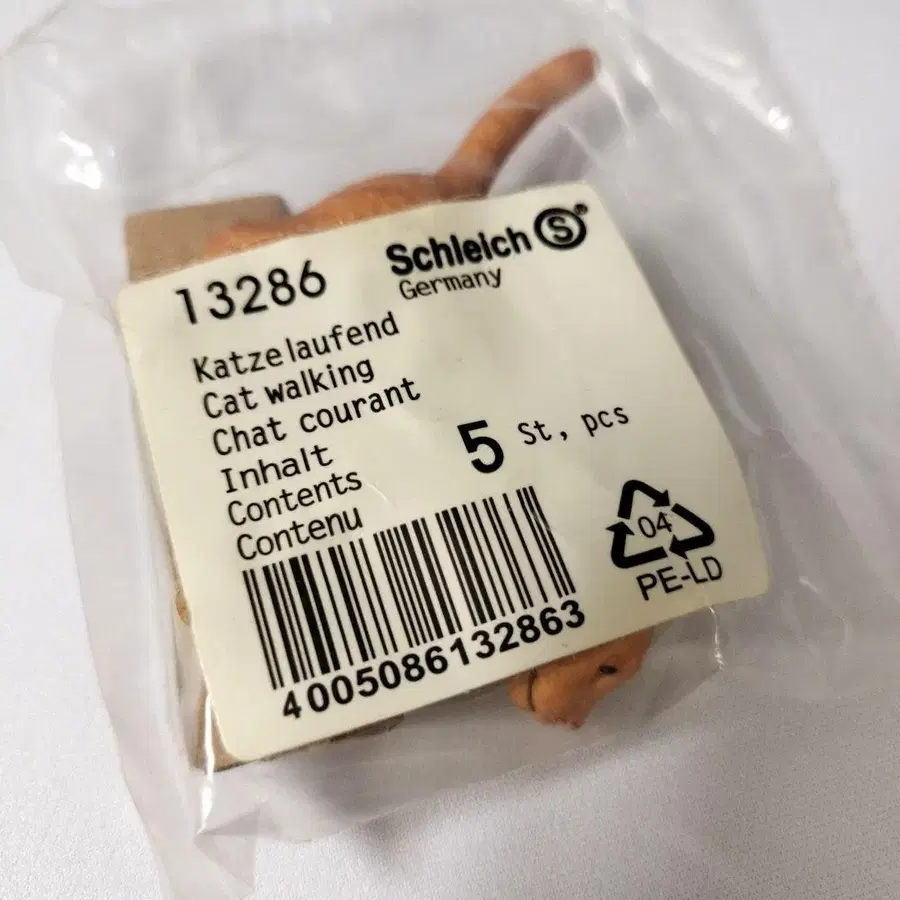 13286
Schleich S®
Germany
Katze laufend
Cat walking
Chat courant
Inhalt
Contents
Contenu
5 St, pcs
04
PE-LD
4005086132863